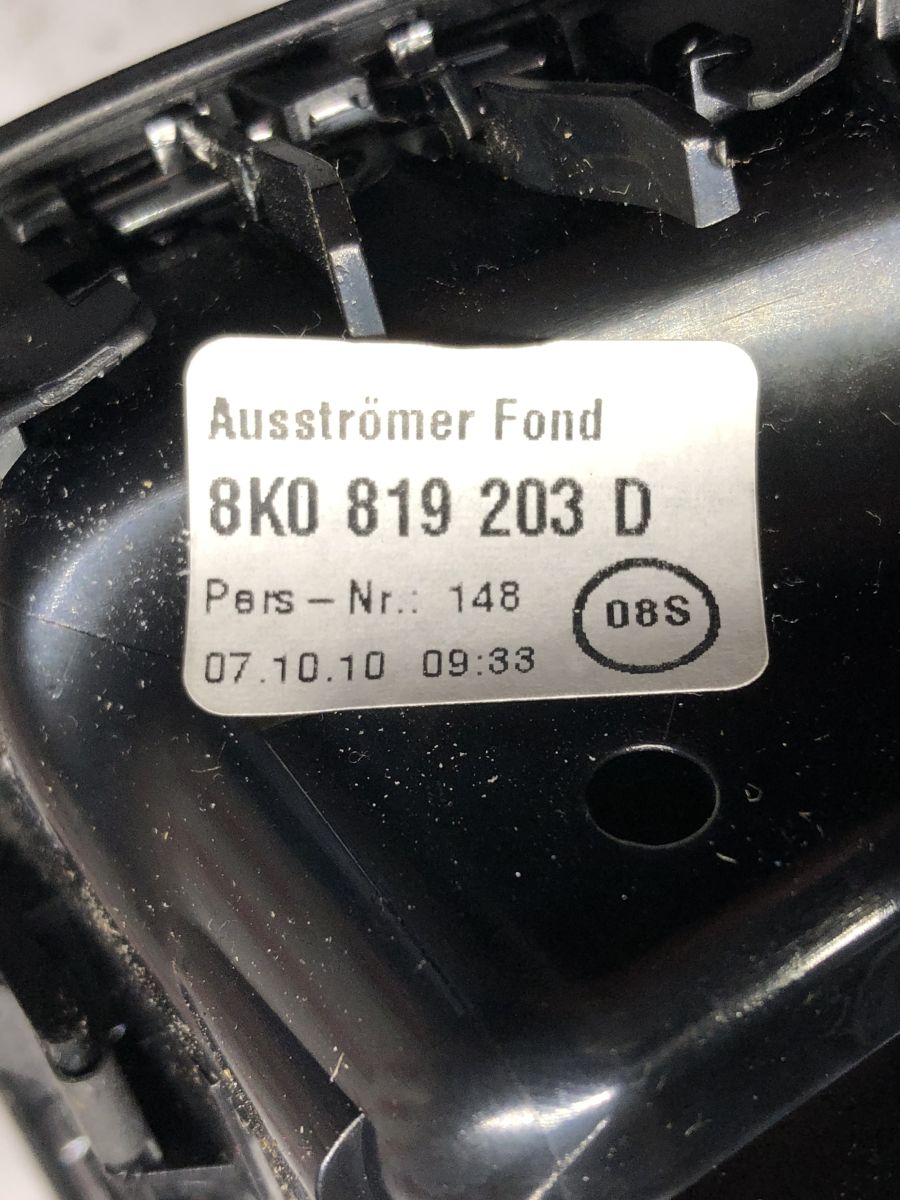 Ausströmer Fond
8K0 819 203 D
Pers-Nr.: 148
08S
07.10.10 09:33